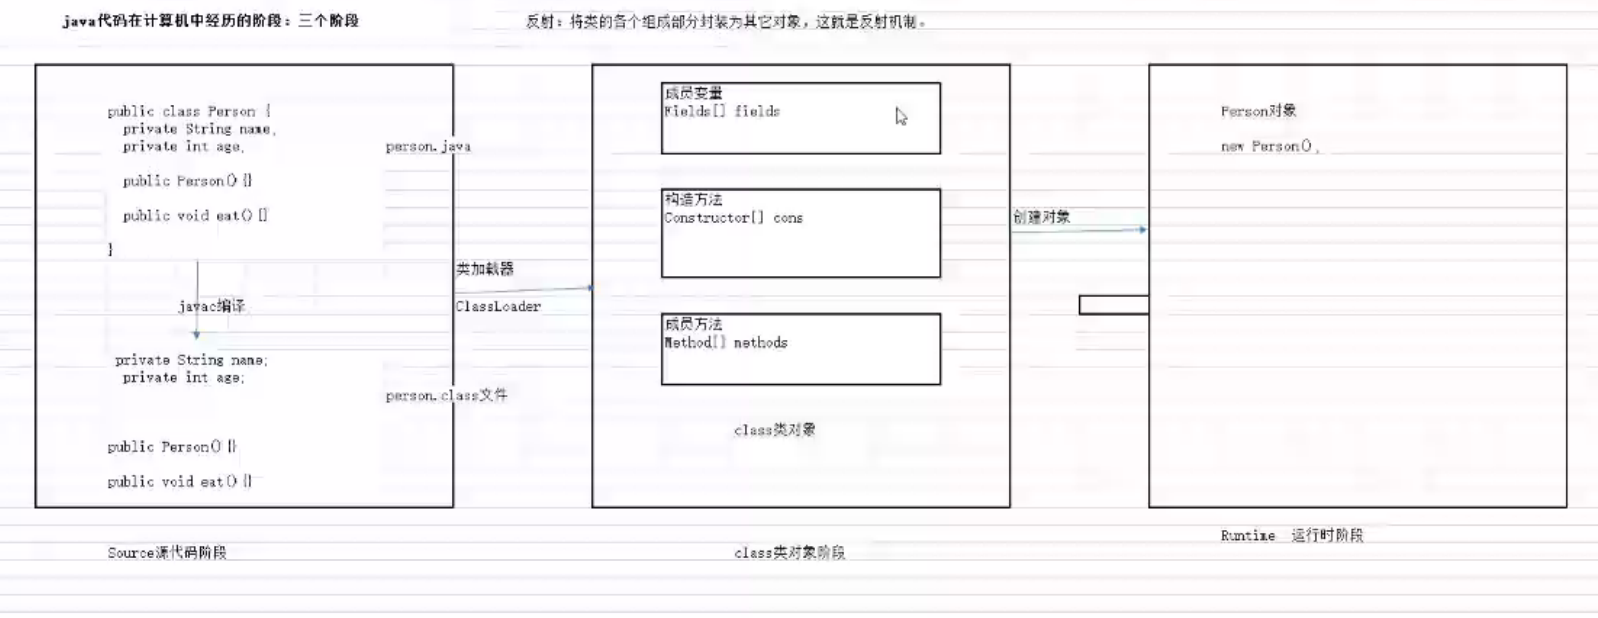 java代码在计算机中经历的阶段：三个阶段
反射：将类的各个组成部分封装为其它对象，这就是反射机制。
public class Person {
private String name,
private int age,
person.java
public Person() {}
public void eat() []
}
javac编译
private String name;
private int age;
person.class文件
public Person() {}
public void eat() {}
Source源代码阶段
类加载器
ClassLoader
成员变量
Fields[] fields
构造方法
Constructor[] cons
成员方法
Method[] methods
class类对象
class类对象阶段
创建对象
Person对象
new Person(),
Runtime 运行时阶段